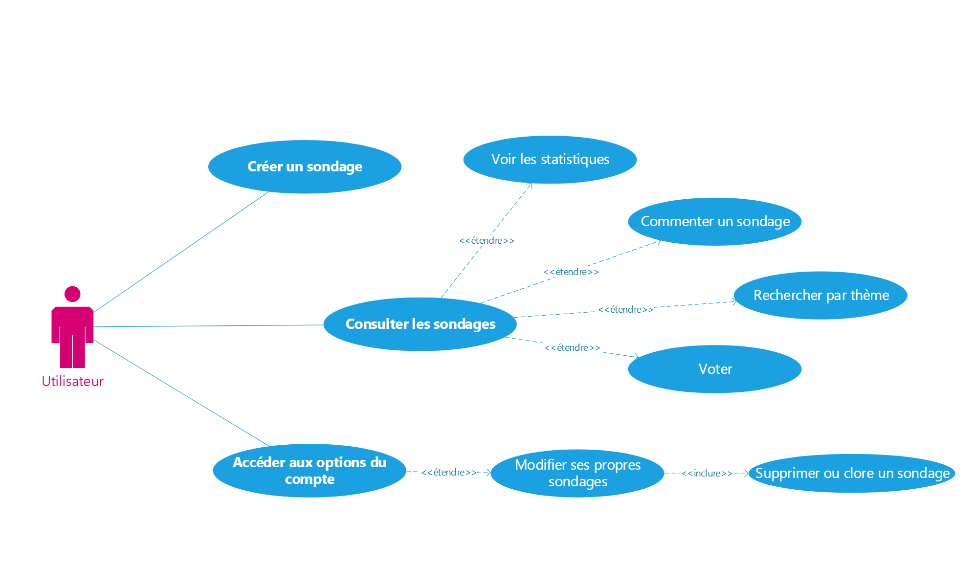 Créer un sondage
Voir les statistiques
Commenter un sondage
<<étendre>>
<<étendre>>
Rechercher par thème
<<étendre>>
Consulter les sondages
<<étendre>>
Voter
Utilisateur
Accéder aux options du
compte
<<étendre>>
Modifier ses propres
sondages
<<inclure>>
Supprimer ou clore un sondage